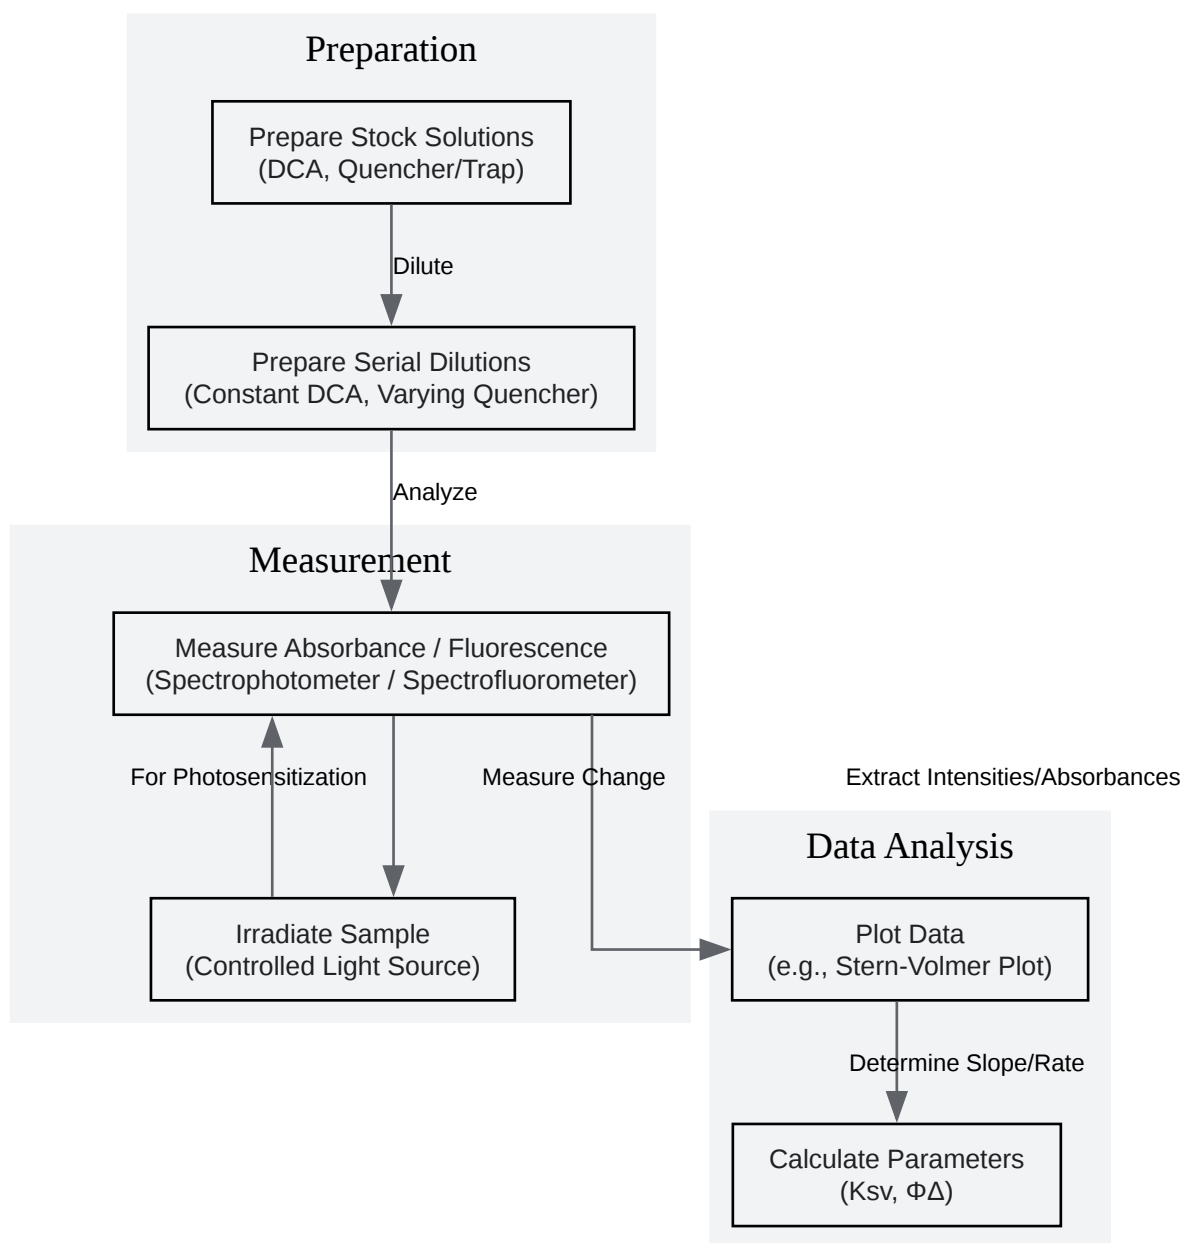 Preparation
Prepare Stock Solutions
(DCA, Quencher/Trap)
Dilute
Prepare Serial Dilutions
(Constant DCA, Varying Quencher)
Analyze
Measurement
Measure Absorbance / Fluorescence
(Spectrophotometer / Spectrofluorometer)
For Photosensitization
Measure Change
Extract Intensities/Absorbances
Irradiate Sample
(Controlled Light Source)
Data Analysis
Plot Data
(e.g., Stern-Volmer Plot)
Determine Slope/Rate
Calculate Parameters
(Ksv, ΦΔ)